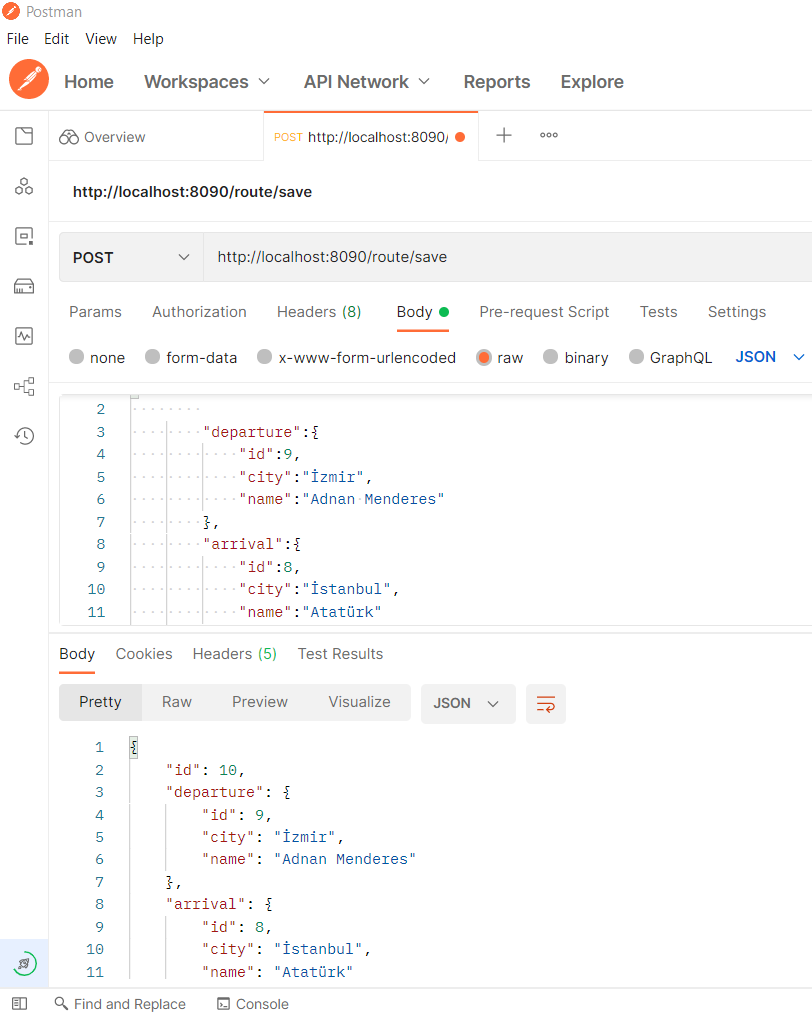 Postman
File Edit View Help
Home Workspaces API Network Reports Explore
Overview POST http://localhost:8090/
http://localhost:8090/route/save
POST http://localhost:8090/route/save
Params Authorization Headers (8) Body Pre-request Script Tests Settings
none form-data x-www-form-urlencoded raw binary GraphQL JSON
2
3 "departure":{
4 "id":9,
5 "city":"İzmir",
6 "name":"Adnan Menderes"
7 },
8 "arrival":{
9 "id":8,
10 "city":"İstanbul",
11 "name":"Atatürk"
Body Cookies Headers (5) Test Results
Pretty Raw Preview Visualize JSON
1 {
2 "id": 10,
3 "departure": {
4 "id": 9,
5 "city": "İzmir",
6 "name": "Adnan Menderes"
7 },
8 "arrival": {
9 "id": 8,
10 "city": "İstanbul",
11 "name": "Atatürk"
Find and Replace Console